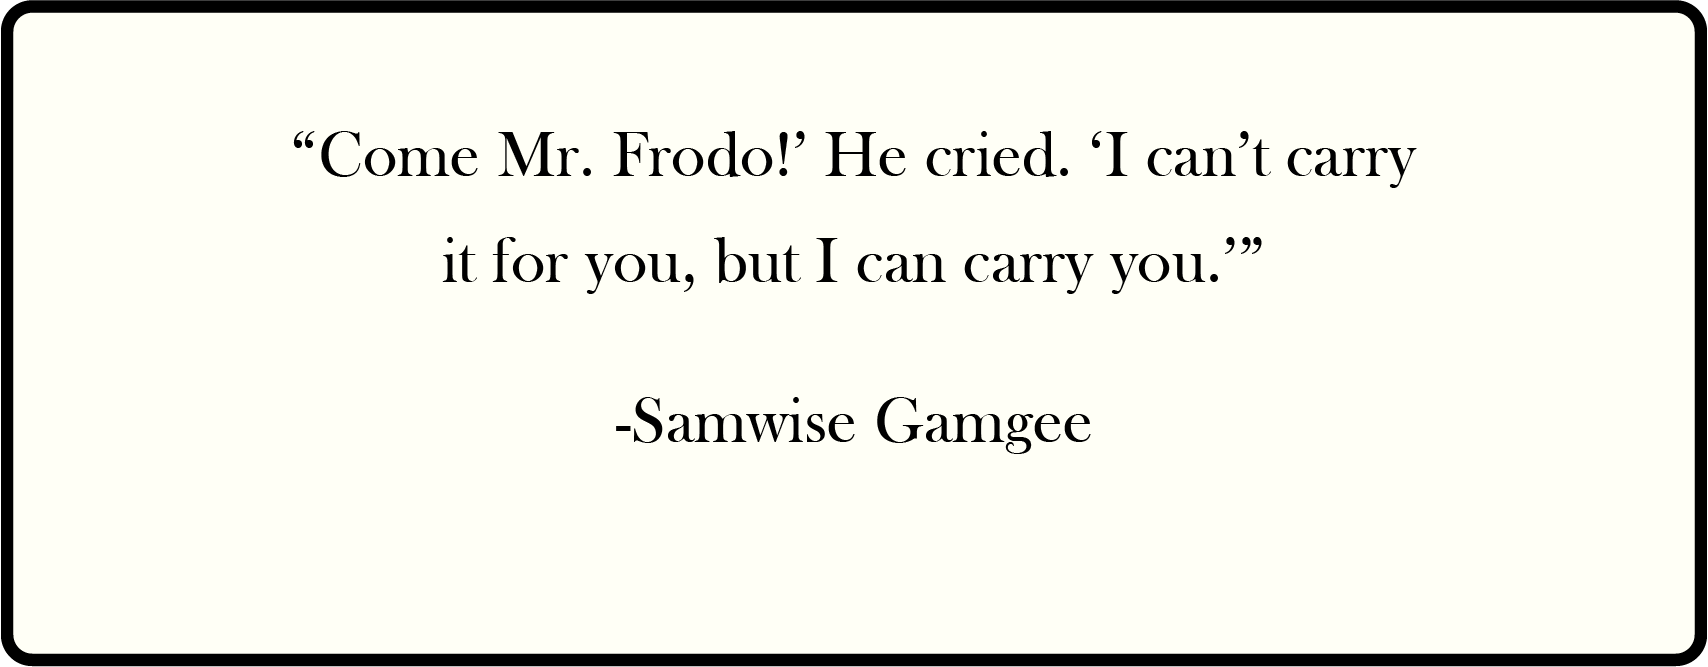 “Come Mr. Frodo!’ He cried. ‘I can’t carry
it for you, but I can carry you.’”
-Samwise Gamgee